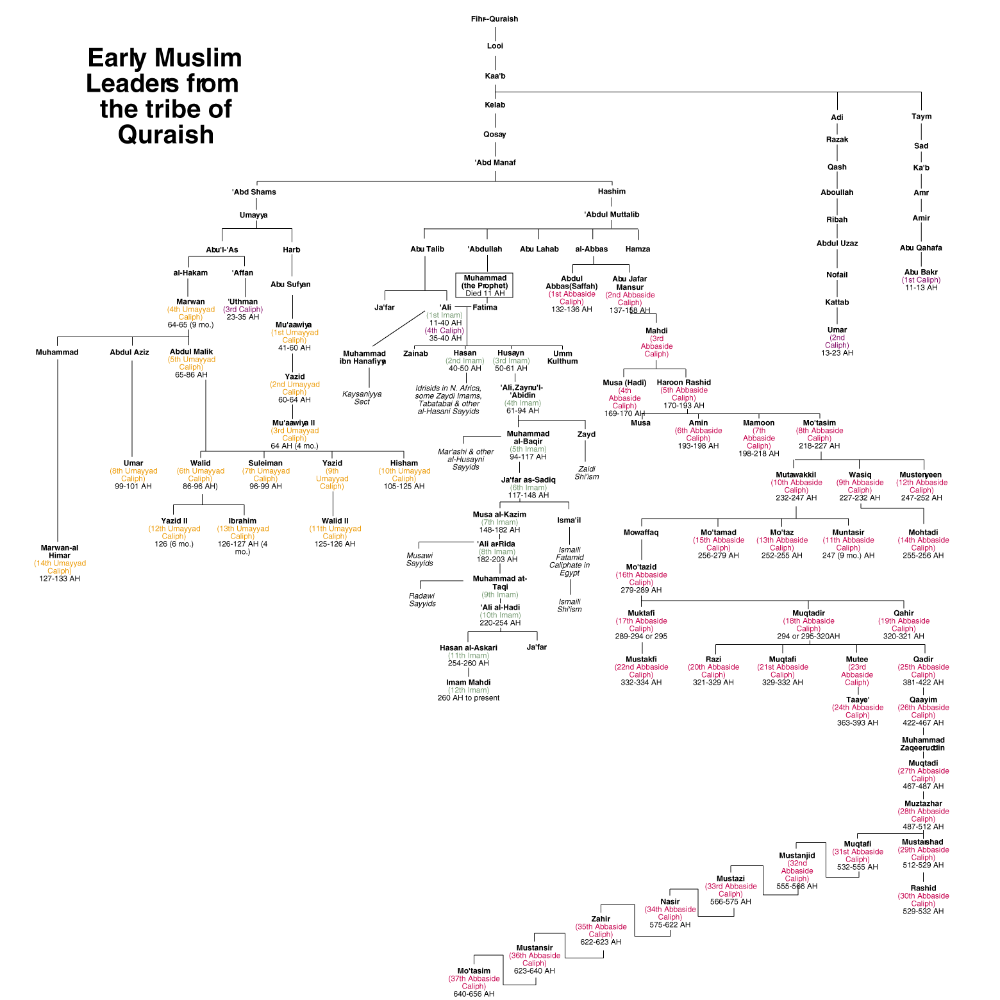 Early Muslim
Leaders from
the tribe of
Quraish
Fihr--Quraish
Looi
Kaa'b
Kelab
Qosay
'Abd Manaf
Adi
Razak
Qash
Aboullah
Ribah
Abdul Uzaz
Nofail
Kattab
Umar
(2nd
Caliph)
13-23 AH
Taym
Sad
Ka'b
Amr
Amir
Abu Qahafa
Abu Bakr
(1st Caliph)
11-13 AH
'Abd Shams
Umayya
Abu'l-'As
Harb
al-Hakam
'Affan
Abu Sufyan
Marwan
(4th Umayyad
Caliph)
64-65 (9 mo.)
'Uthman
(3rd Caliph)
23-35 AH
Mu'aawiya
(1st Umayyad
Caliph)
41-60 AH
Yazid
(2nd Umayyad
Caliph)
60-64 AH
Mu'aawiya II
(3rd Umayyad
Caliph)
64 AH (4 mo.)
Muhammad
Abdul Aziz
Abdul Malik
(5th Umayyad
Caliph)
65-86 AH
Umar
(8th Umayyad
Caliph)
99-101 AH
Walid
(6th Umayyad
Caliph)
86-96 AH)
Suleiman
(7th Umayyad
Caliph)
96-99 AH
Yazid
(9th
Umayyad
Caliph)
Hisham
(10th Umayyad
Caliph)
105-125 AH
Yazid II
(12th Umayyad
Caliph)
126 (6 mo.)
Ibrahim
(13th Umayyad
Caliph)
126-127 AH (4
mo.)
Walid II
(11th Umayyad
Caliph)
125-126 AH
Marwan-al
Himar
(14th Umayyad
Caliph)
127-133 AH
Hashim
'Abdul Muttalib
Abu Talib
'Abdullah
Abu Lahab
al-Abbas
Hamza
Muhammad
(the Prophet)
Died 11 AH
Ja'far
'Ali
(1st Imam)
11-40 AH
(4th Caliph)
35-40 AH
Fatima
Muhammad
ibn Hanafiyya
Kaysaniyya
Sect
Zainab
Hasan
(2nd Imam)
40-50 AH
Husayn
(3rd Imam)
50-61 AH
Umm
Kulthum
Idrisids in N. Africa,
some Zaydi Imams,
Tabatabai & other
al-Hasani Sayyids
'Ali,Zaynu'l-
'Abidin
(4th Imam)
61-94 AH
Muhammad
al-Baqir
(5th Imam)
94-117 AH
Zayd
Mar'ashi & other
al-Husayni
Sayyids
Zaidi
Shi'ism
Ja'far as-Sadiq
(6th Imam)
117-148 AH
Musa al-Kazim
(7th Imam)
148-182 AH
Isma'il
'Ali ar-Rida
(8th Imam)
182-203 AH
Musawi
Sayyids
Ismaili
Fatamid
Caliphate in
Egypt
Muhammad at-
Taqi
(9th Imam)
Radawi
Sayyids
Ismaili
Shi'ism
'Ali al-Hadi
(10th Imam)
220-254 AH
Hasan al-Askari
(11th Imam)
254-260 AH
Ja'far
Imam Mahdi
(12th Imam)
260 AH to present
Abdul
Abbas(Saffah)
(1st Abbaside
Caliph)
132-136 AH
Abu Jafar
Mansur
(2nd Abbaside
Caliph)
137-158 AH
Mahdi
(3rd
Abbaside
Caliph)
Musa (Hadi)
(4th
Abbaside
Caliph)
169-170 AH
Haroon Rashid
(5th Abbaside
Caliph)
170-193 AH
Musa
Amin
(6th Abbaside
Caliph)
193-198 AH
Mamoon
(7th
Abbaside
Caliph)
198-218 AH
Mo'tasim
(8th Abbaside
Caliph)
218-227 AH
Mutawakkil
(10th Abbaside
Caliph)
232-247 AH
Wasiq
(9th Abbaside
Caliph)
227-232 AH
Mustenyeen
(12th Abbaside
Caliph)
247-252 AH
Mowaffaq
Mo'tamad
(15th Abbaside
Caliph)
256-279 AH
Mo'taz
(13th Abbaside
Caliph)
252-255 AH
Muntasir
(11th Abbaside
Caliph)
247 (9 mo.) AH
Mohtadi
(14th Abbaside
Caliph)
255-256 AH
Mo'tazid
(16th Abbaside
Caliph)
279-289 AH
Muktafi
(17th Abbaside
Caliph)
289-294 or 295
Muqtadir
(18th Abbaside
Caliph)
294 or 295-320AH
Qahir
(19th Abbaside
Caliph)
320-321 AH
Mustakfi
(22nd Abbaside
Caliph)
332-334 AH
Razi
(20th Abbaside
Caliph)
321-329 AH
Muqtafi
(21st Abbaside
Caliph)
329-332 AH
Mutee
(23rd
Abbaside
Caliph)
Qadir
(25th Abbaside
Caliph)
381-422 AH
Taaye'
(24th Abbaside
Caliph)
363-393 AH
Qaayim
(26th Abbaside
Caliph)
422-467 AH
Muhammad
Zaqeeruddin
Muqtadi
(27th Abbaside
Caliph)
467-487 AH
Muztazhar
(28th Abbaside
Caliph)
487-512 AH
Mustarshad
(29th Abbaside
Caliph)
512-529 AH
Rashid
(30th Abbaside
Caliph)
529-532 AH
Muqtafi
(31st Abbaside
Caliph)
532-555 AH
Mustanjid
(32nd
Abbaside
Caliph)
555-566 AH
Mustazi
(33rd Abbaside
Caliph)
566-575 AH
Nasir
(34th Abbaside
Caliph)
575-622 AH
Zahir
(35th Abbaside
Caliph)
622-623 AH
Mustansir
(36th Abbaside
Caliph)
623-640 AH
Mo'tasim
(37th Abbaside
Caliph)
640-656 AH